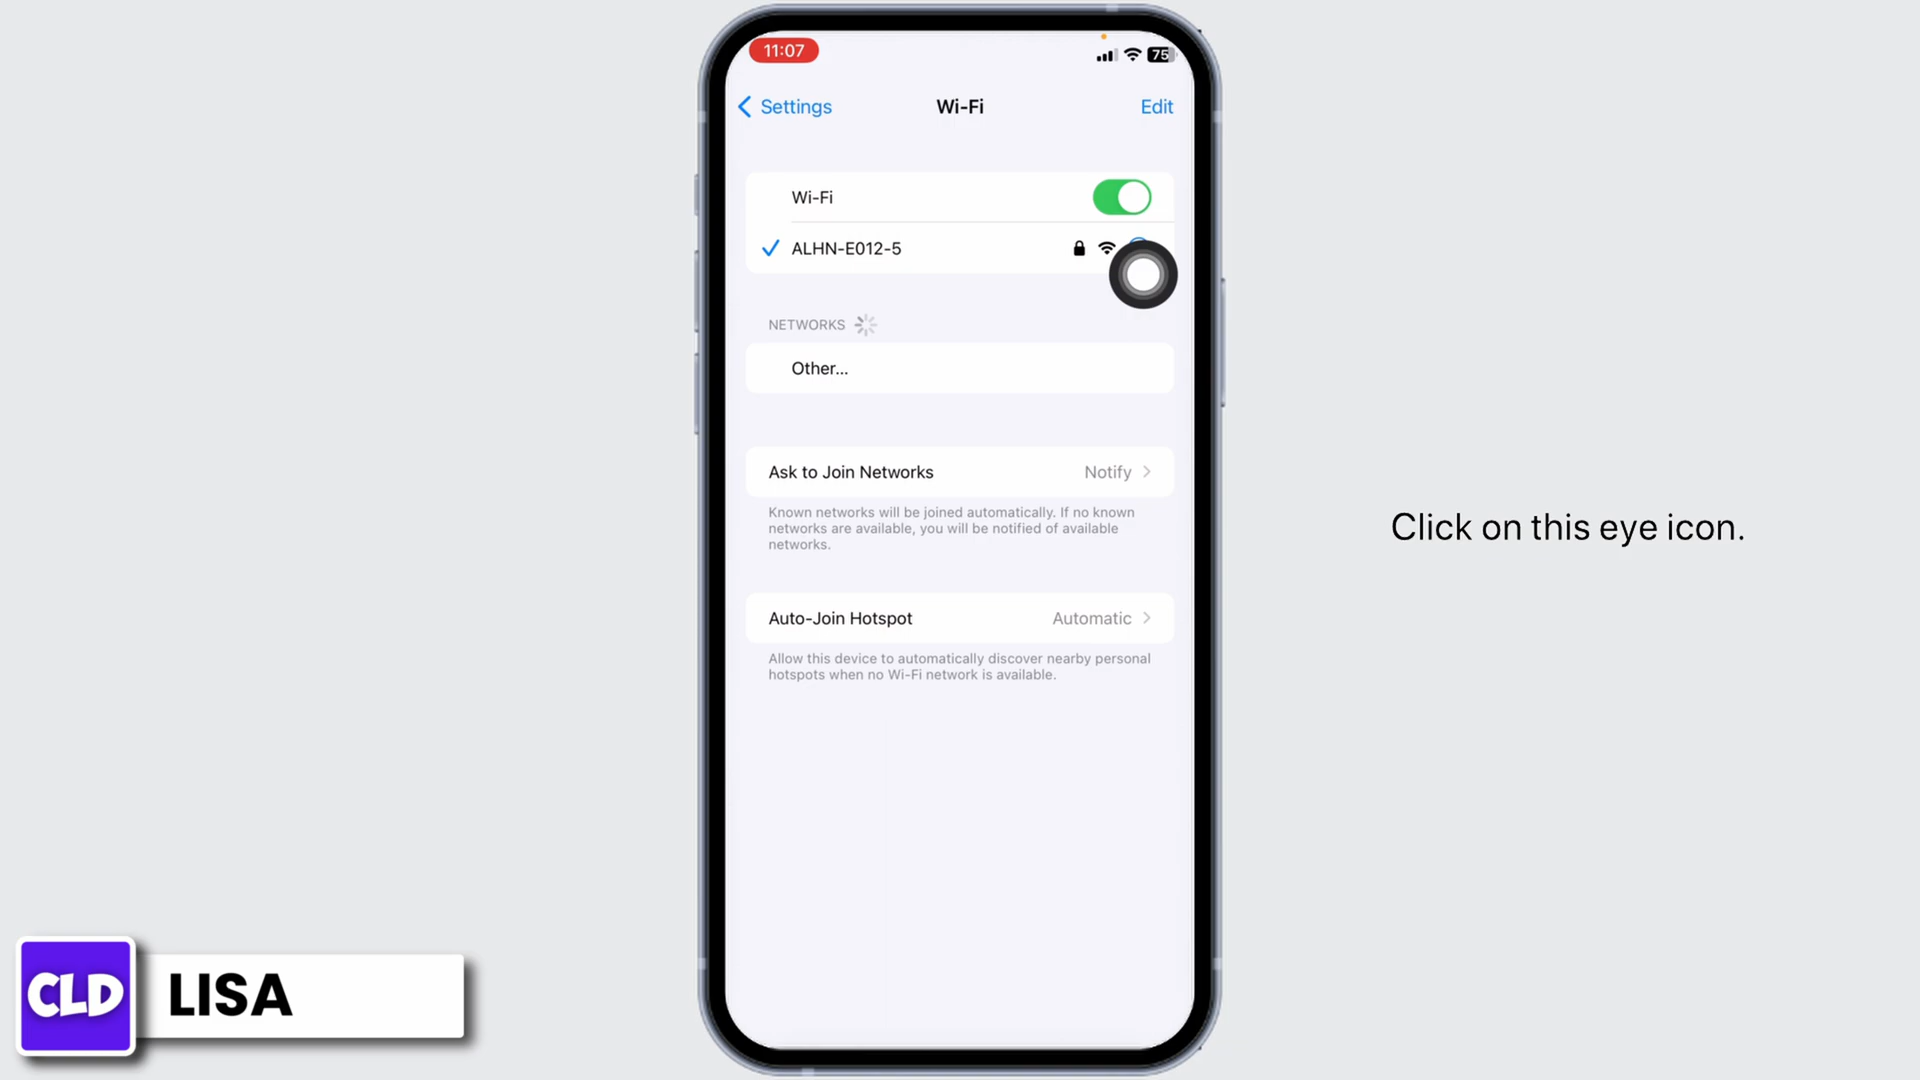 11:07
75
Settings
Wi-Fi
Edit
Wi-Fi
ALHN-E012-5
NETWORKS
Other...
Ask to Join Networks
Notify
Known networks will be joined automatically. If no known
networks are available, you will be notified of available
networks.
Auto-Join Hotspot
Automatic
Allow this device to automatically discover nearby personal
hotspots when no Wi-Fi network is available.
Click on this eye icon.
CLD
LISA